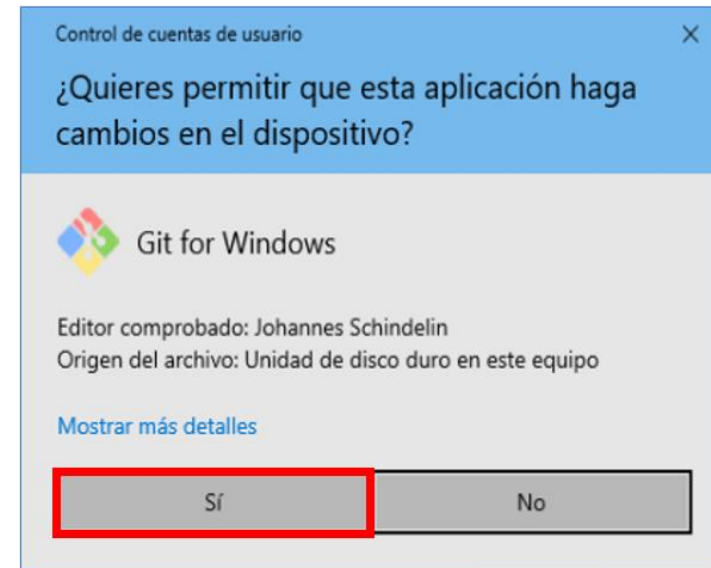 Control de cuentas de usuario
¿Quieres permitir que esta aplicación haga
cambios en el dispositivo?
Git for Windows
Editor comprobado: Johannes Schindelin
Origen del archivo: Unidad de disco duro en este equipo
Mostrar más detalles
Sí
No